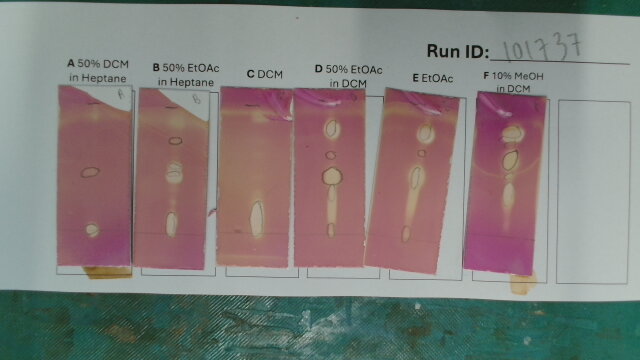 Run ID: 101737
A 50% DCM
in Heptane
B 50% EtOAc
in Heptane
C DCM
D 50% EtOAc
in DCM
E EtOAc
F 10% MeOH
in DCM
A
B